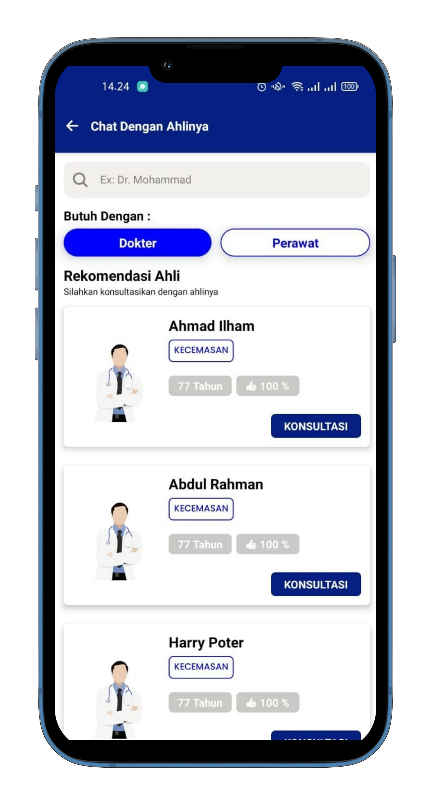 14.24
100
Chat Dengan Ahlinya
Ex: Dr. Mohammad
Butuh Dengan :
Dokter
Perawat
Rekomendasi Ahli
Silahkan konsultasikan dengan ahlinya
Ahmad Ilham
KECEMASAN
77 Tahun
100 %
KONSULTASI
Abdul Rahman
KECEMASAN
77 Tahun
100 %
KONSULTASI
Harry Poter
KECEMASAN
77 Tahun
100 %